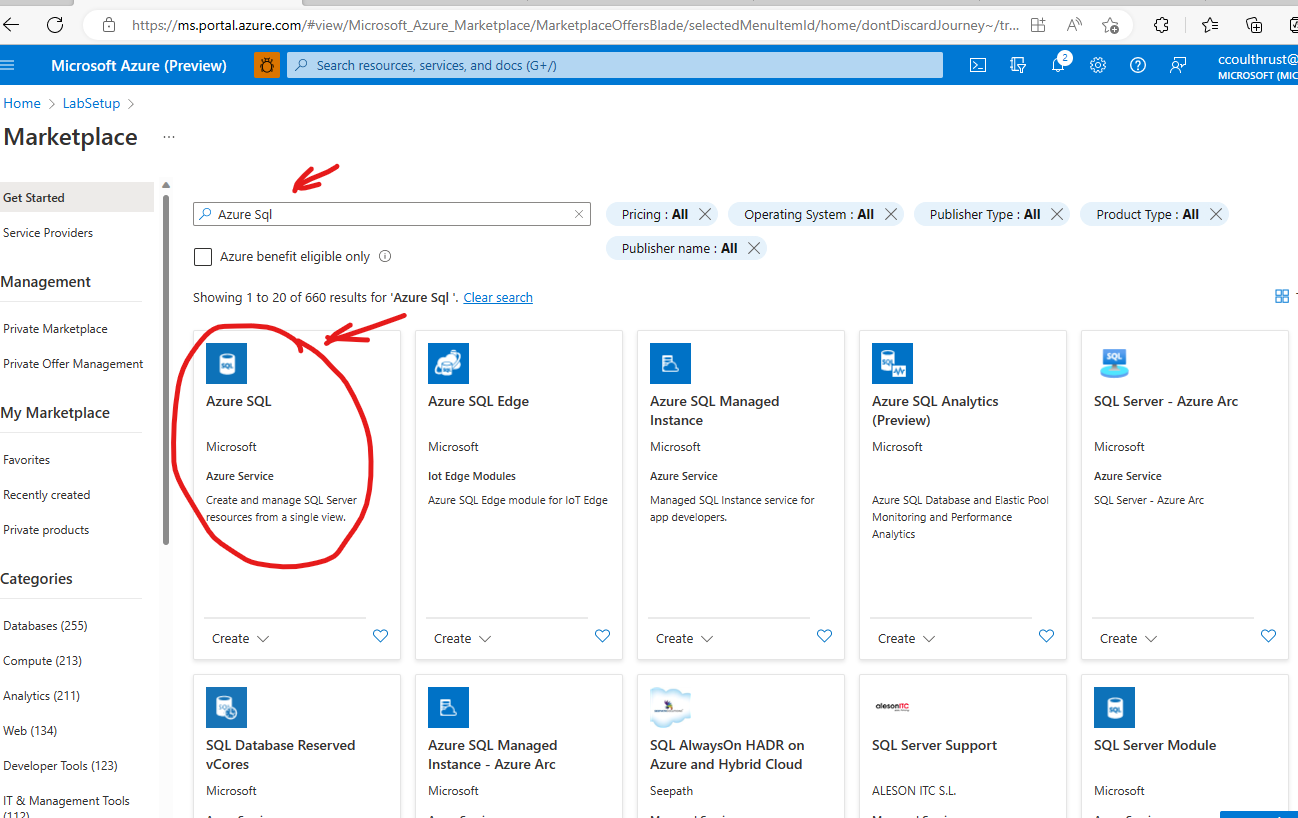 https://ms.portal.azure.com/#view/Microsoft_Azure_Marketplace/MarketplaceOffersBlade/selectedMenuItemId/home/dontDiscardJourney~/tr...
Microsoft Azure (Preview)
Search resources, services, and docs (G+/)
2
ccoulthrust@
MICROSOFT (MIC
Home > LabSetup >
Marketplace ...
Get Started
Service Providers
Management
Private Marketplace
Private Offer Management
My Marketplace
Favorites
Recently created
Private products
Categories
Databases (255)
Compute (213)
Analytics (211)
Web (134)
Developer Tools (123)
IT & Management Tools
(112)
Azure Sql
Pricing : All
Operating System : All
Publisher Type : All
Product Type : All
Publisher name : All
Azure benefit eligible only
Showing 1 to 20 of 660 results for 'Azure Sql '. Clear search
SQL
Azure SQL
Microsoft
Azure Service
Create and manage SQL Server
resources from a single view.
Create
Azure SQL Edge
Microsoft
Iot Edge Modules
Azure SQL Edge module for IoT Edge
Create
Azure SQL Managed
Instance
Microsoft
Azure Service
Managed SQL Instance service for
app developers.
Create
SQL
Azure SQL Analytics
(Preview)
Microsoft
Azure SQL Database and Elastic Pool
Monitoring and Performance
Analytics
Create
SQL
SQL Server - Azure Arc
Microsoft
Azure Service
SQL Server - Azure Arc
Create
SQL
SQL Database Reserved
vCores
Microsoft
Azure SQL Managed
Instance - Azure Arc
Microsoft
SQL AlwaysOn HADR on
Azure and Hybrid Cloud
Seepath
alesonITC
SQL Server Support
ALESON ITC S.L.
SQL
SQL Server Module
Microsoft